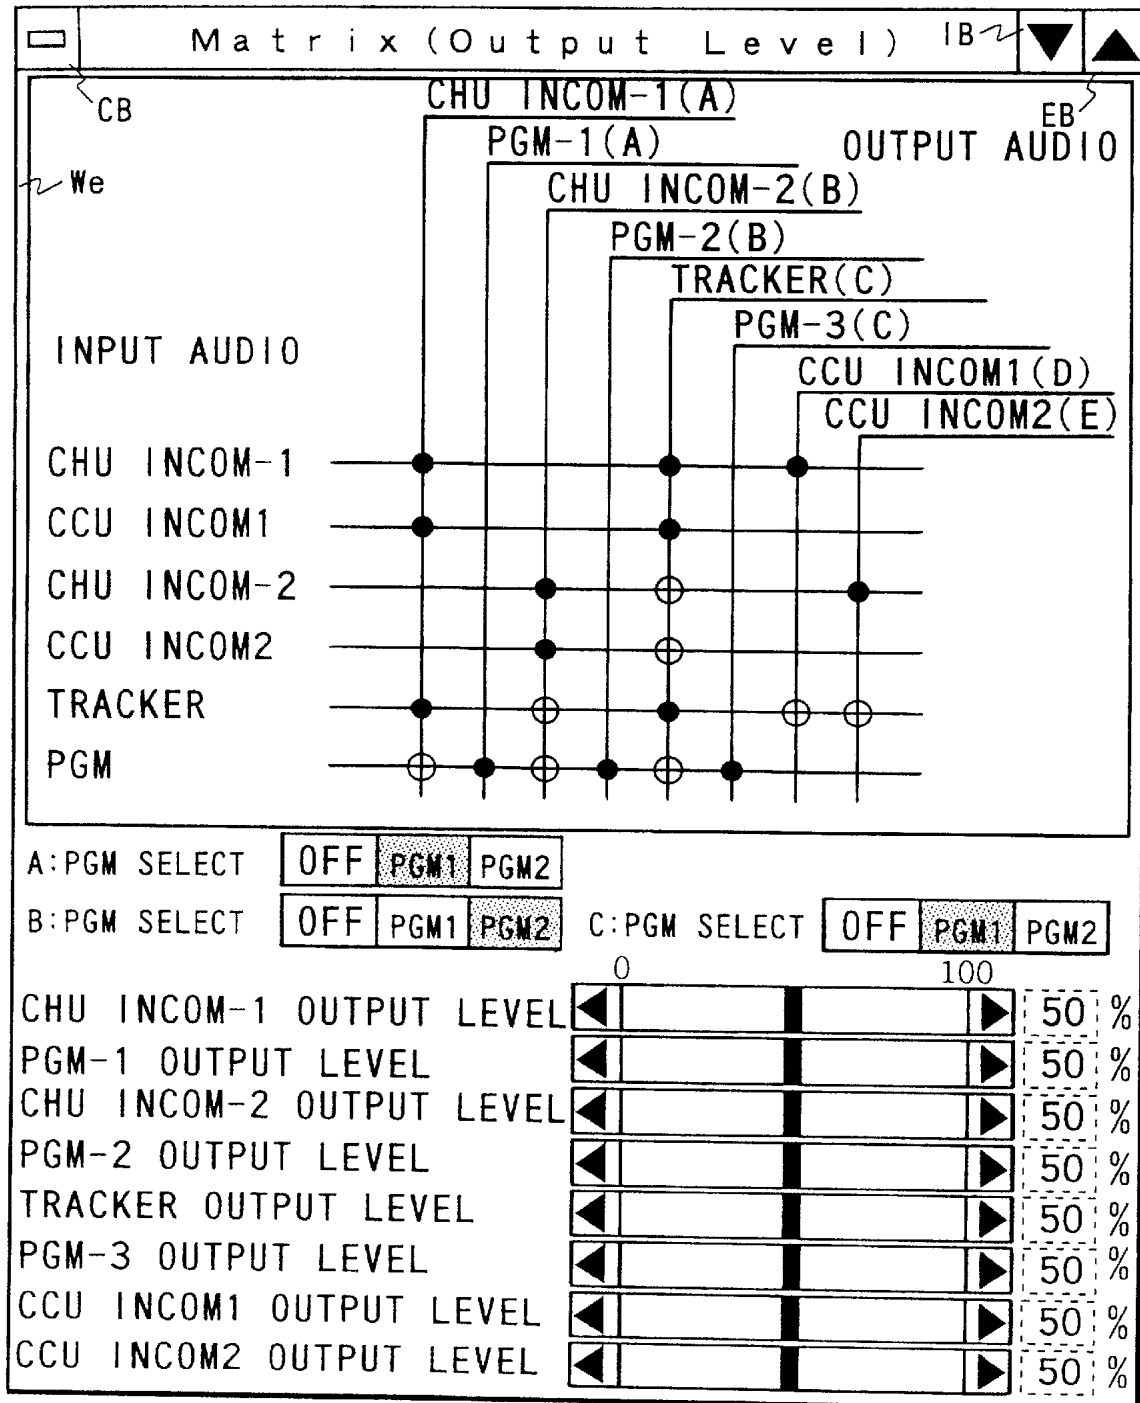 Matrix(Output Level) IB
CB
EB
We
CHU INCOM-1(A)
PGM-1(A)
OUTPUT AUDIO
CHU INCOM-2(B)
PGM-2(B)
TRACKER(C)
PGM-3(C)
INPUT AUDIO
CCU INCOM1(D)
CCU INCOM2(E)
CHU INCOM-1
CCU INCOM1
CHU INCOM-2
CCU INCOM2
TRACKER
PGM
A:PGM SELECT OFF PGM1 PGM2
B:PGM SELECT OFF PGM1 PGM2 C:PGM SELECT OFF PGM1 PGM2
0 100
CHU INCOM-1 OUTPUT LEVEL 50 %
PGM-1 OUTPUT LEVEL 50 %
CHU INCOM-2 OUTPUT LEVEL 50 %
PGM-2 OUTPUT LEVEL 50 %
TRACKER OUTPUT LEVEL 50 %
PGM-3 OUTPUT LEVEL 50 %
CCU INCOM1 OUTPUT LEVEL 50 %
CCU INCOM2 OUTPUT LEVEL 50 %